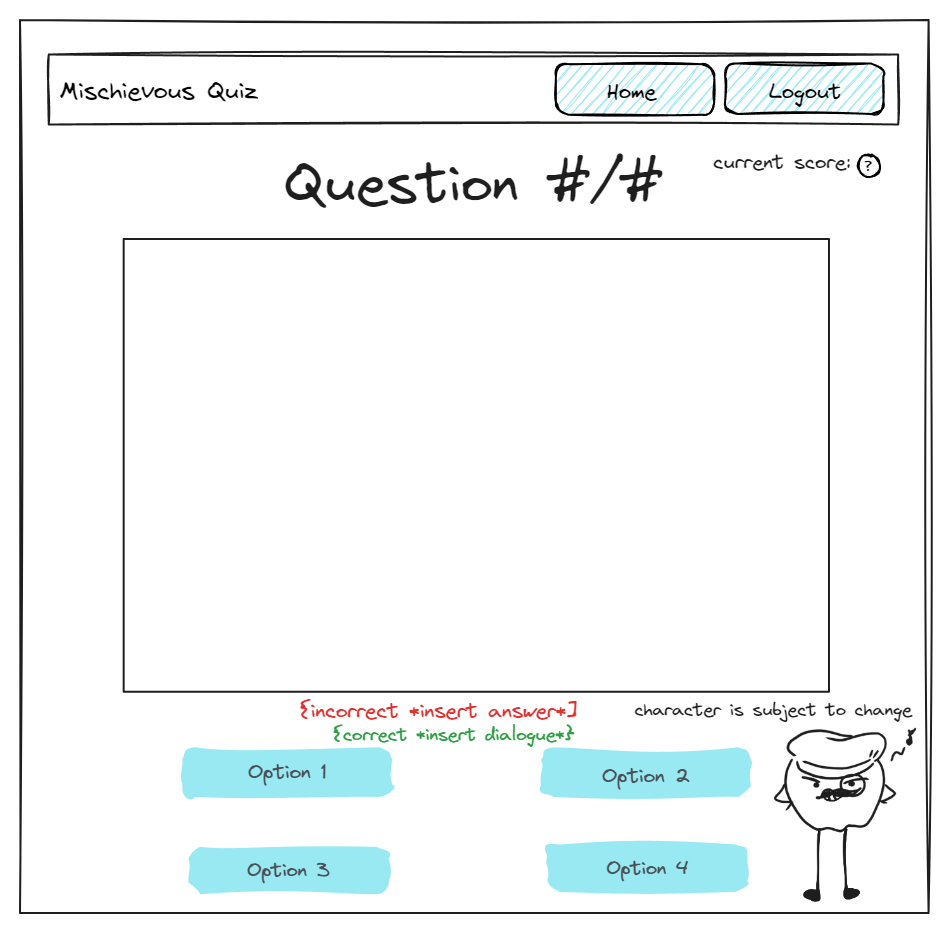 Mischievous Quiz
Home
Logout
Question #/#
current score: ?
{incorrect *insert answer*]
{correct *insert dialogue*}
character is subject to change
Option 1
Option 2
Option 3
Option 4